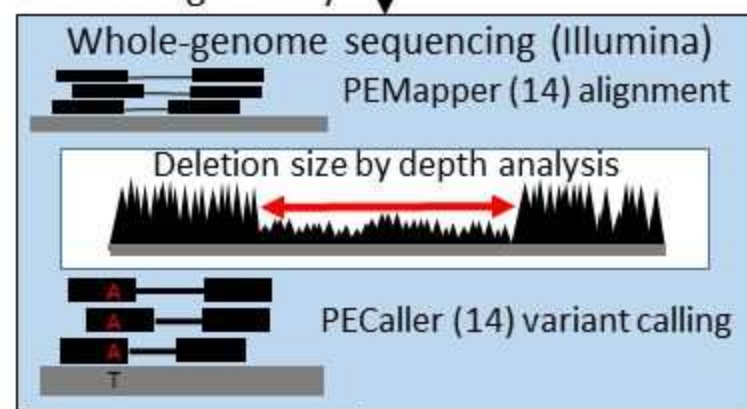 Whole-genome sequencing (Illumina)
PEMapper (14) alignment
Deletion size by depth analysis
A
A
PECaller (14) variant calling
A
T